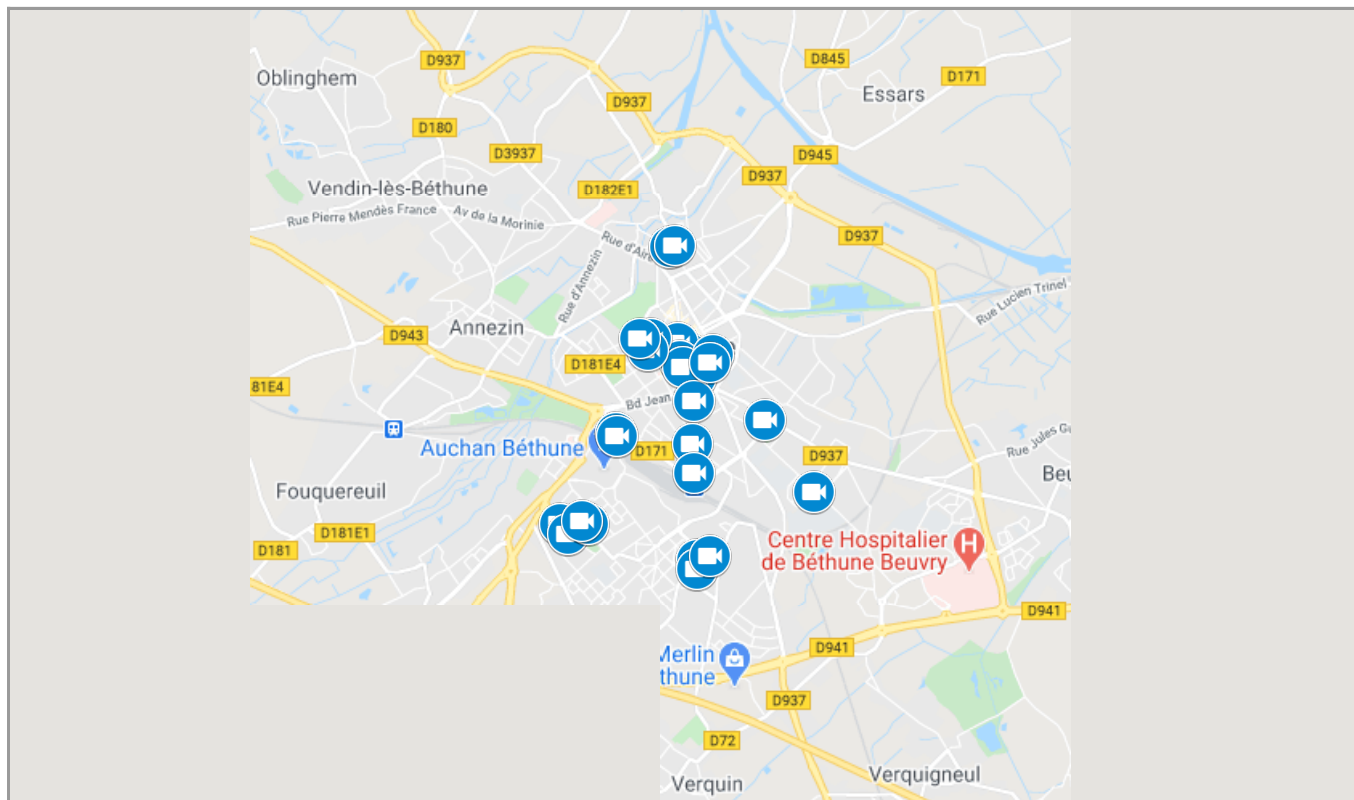 D937
D845
Oblinghem
D171
Essars
D937
D180
D3937
D945
D937
Vendin-lès-Béthune
D182E1
Rue Pierre Mendès France
Av de la Morinie
D937
Rue d'Aire
Rue d'Annezin
Rue Lucien Trinel
Annezin
D943
D181E4
81E4
Bd Jean
Auchan Béthune
D171
D937
Rue Jules G
Beu
Fouquereuil
D181E1
D181
Centre Hospitalier
de Béthune Beuvry
H
D941
D941
Merlin
thune
D937
D72
Verquin
Verquigneul